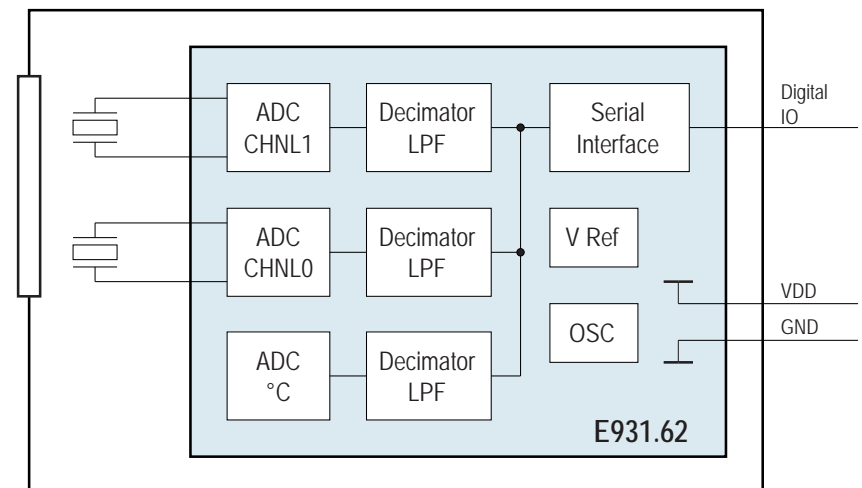 ADC
CHNL1
Decimator
LPF
Serial
Interface
Digital
IO
ADC
CHNL0
Decimator
LPF
V Ref
VDD
GND
OSC
ADC
°C
Decimator
LPF
E931.62